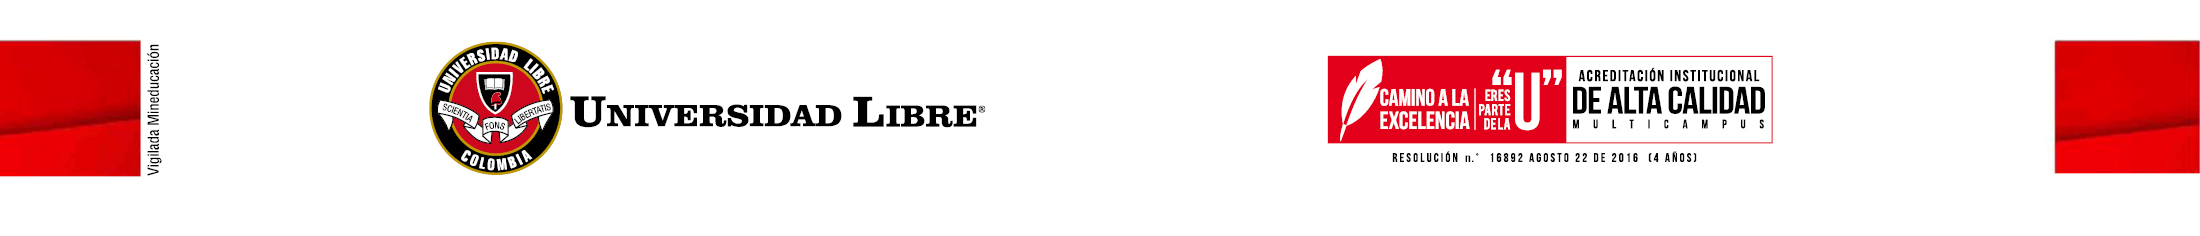 Vigilada Mineducación
UNIVERSIDAD LIBRE
SCIENTIA
FONS
LIBERTATIS
COLOMBIA
UNIVERSIDAD LIBRE®
CAMINO A LA
EXCELENCIA
ERES
PARTE
DE LA
“U”
ACREDITACIÓN INSTITUCIONAL
DE ALTA CALIDAD
MULTICAMPUS
RESOLUCIÓN n.° 16892 AGOSTO 22 DE 2016 (4 AÑOS)